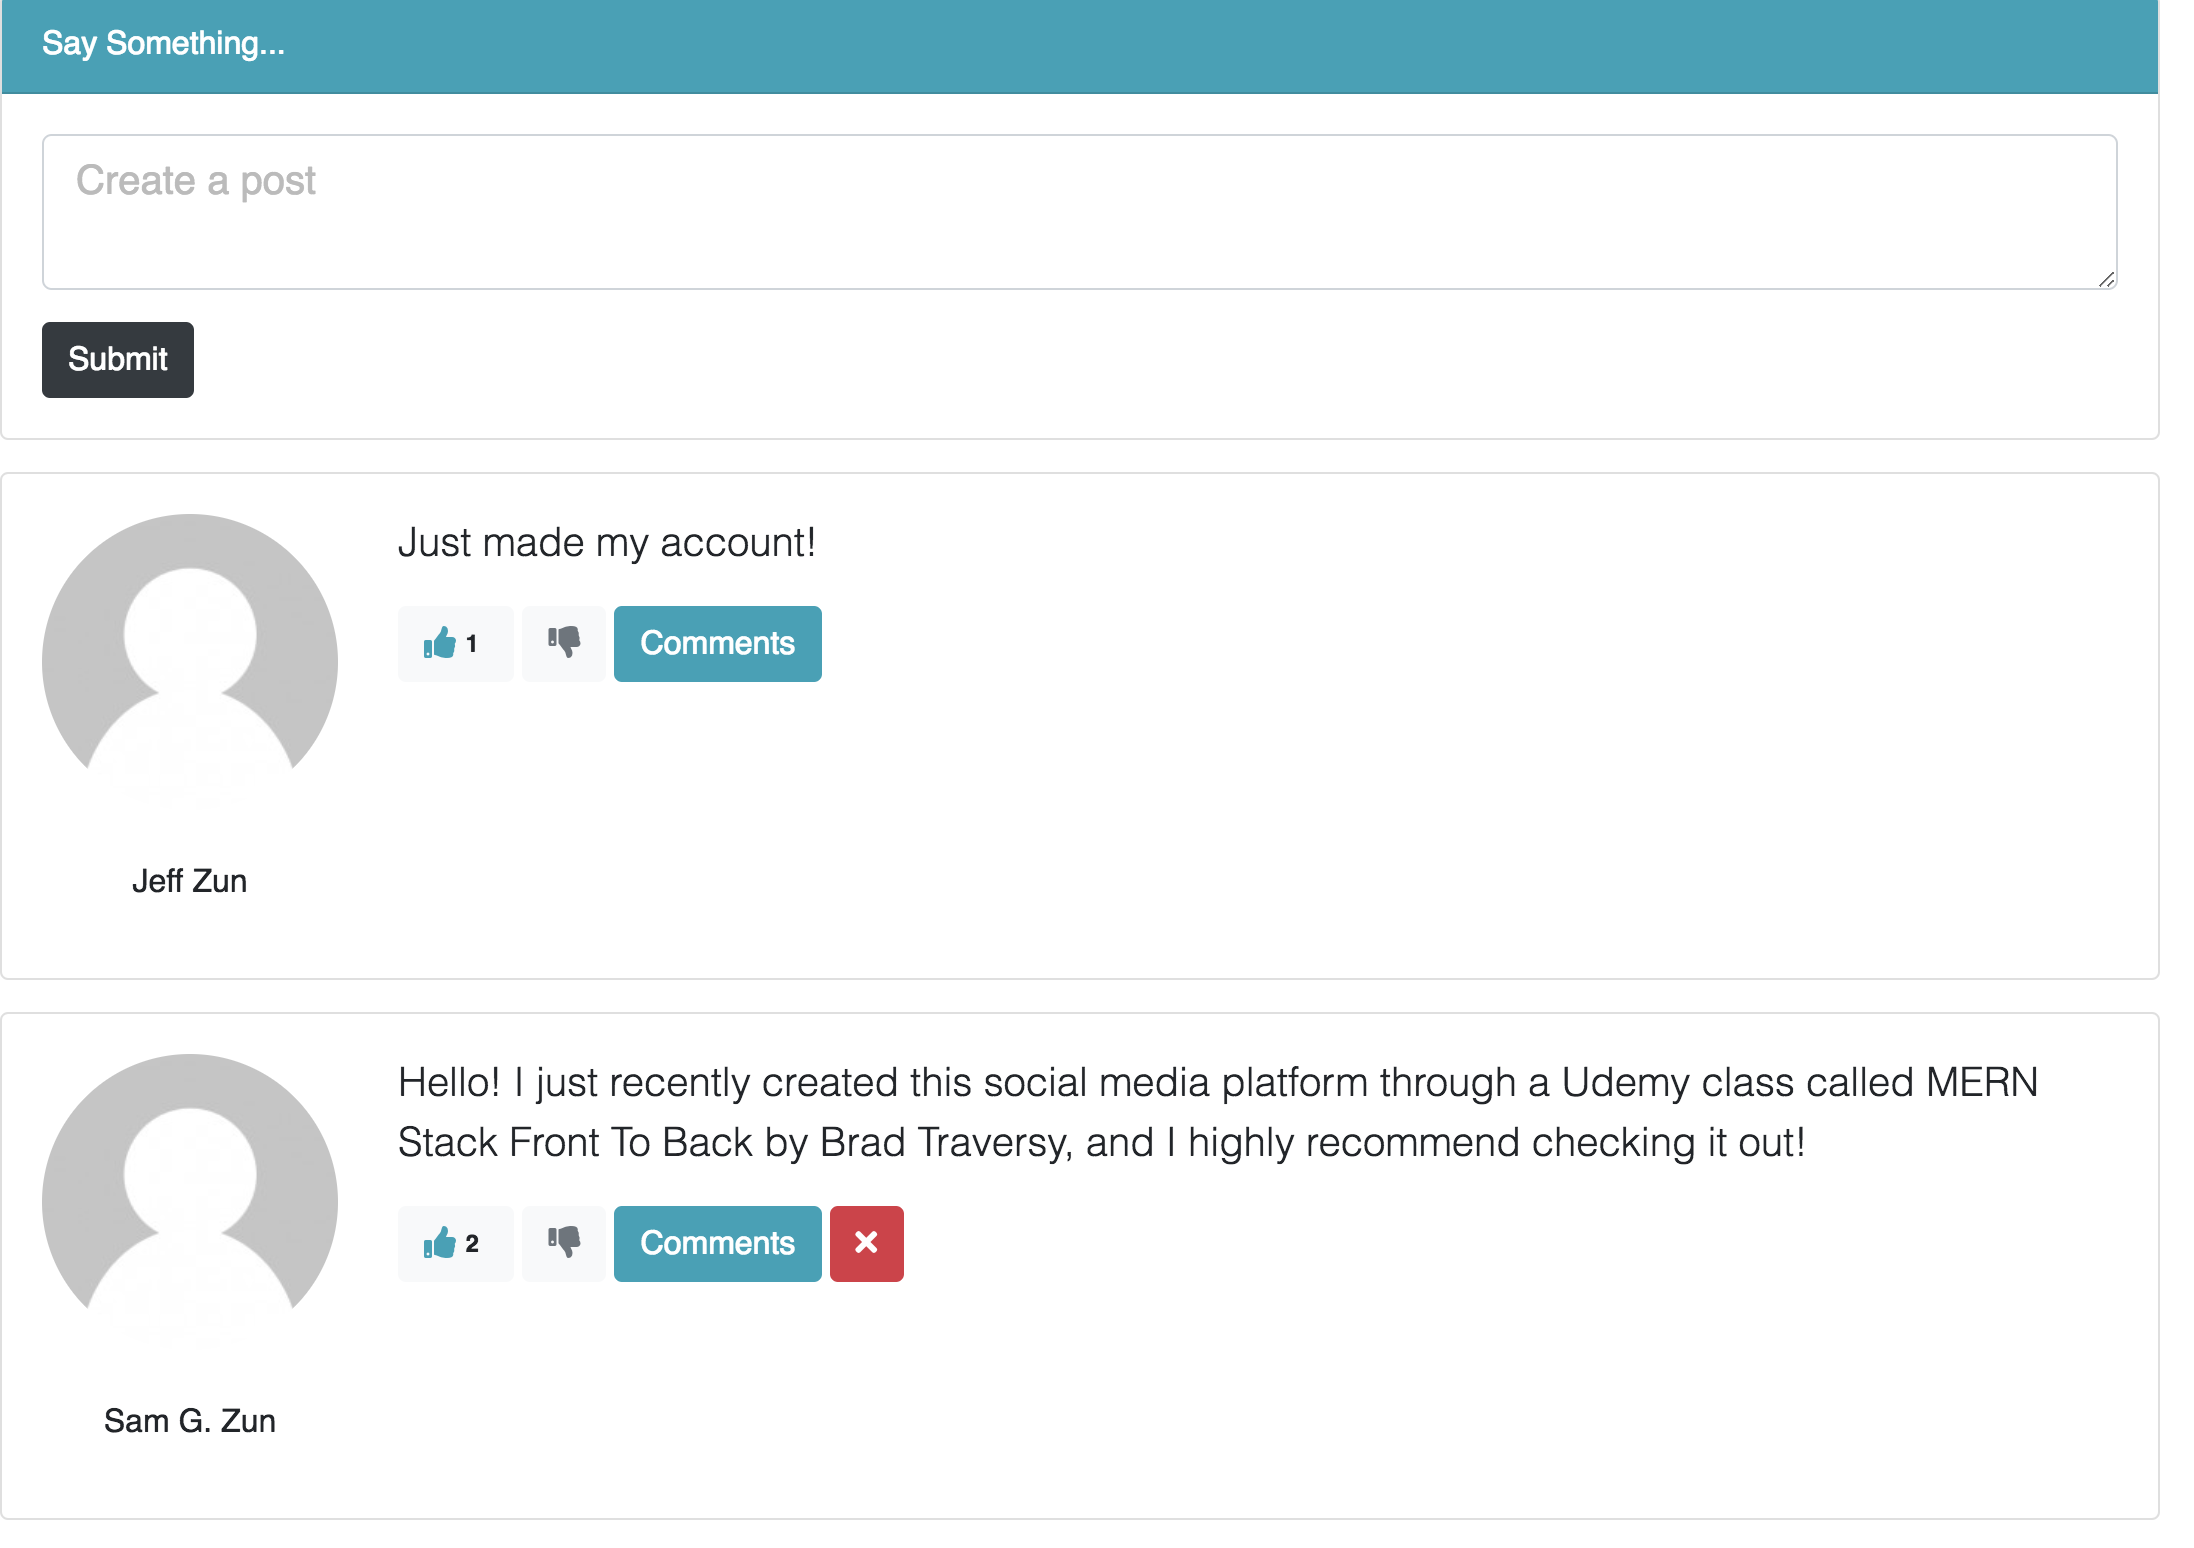 Say Something...
Create a post
Submit
Just made my account!
1
Comments
Jeff Zun
Hello! I just recently created this social media platform through a Udemy class called MERN
Stack Front To Back by Brad Traversy, and I highly recommend checking it out!
2
Comments
Sam G. Zun